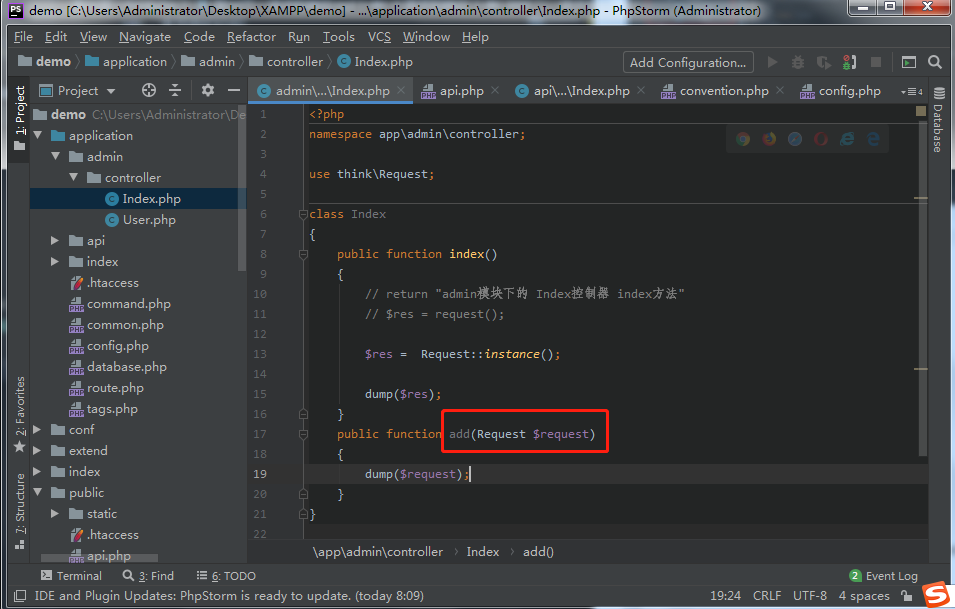 demo [C:\Users\Administrator\Desktop\XAMPP\demo] - ...\application\admin\controller\Index.php - PhpStorm (Administrator)
File Edit View Navigate Code Refactor Run Tools VCS Window Help
demo application admin controller Index.php Add Configuration...
Project admin\...\Index.php api.php api\...\Index.php convention.php config.php 4
1: Project
2: Favorites
7: Structure
Database
demo C:\Users\Administrator\De
application
admin
controller
Index.php
User.php
api
index
.htaccess
command.php
common.php
config.php
database.php
route.php
tags.php
conf
extend
index
public
static
.htaccess
api.php
1 <?php
2 namespace app\admin\controller;
3
4 use think\Request;
5
6 class Index
7 {
8 public function index()
9 {
10 // return "admin模块下的 Index控制器 index方法"
11 // $res = request();
12
13 $res = Request::instance();
14
15 dump($res);
16 }
17 public function add(Request $request)
18 {
19 dump($request);
20 }
21 }
22
\app\admin\controller › Index › add()
Terminal 3: Find 6: TODO 2 Event Log
IDE and Plugin Updates: PhpStorm is ready to update. (today 8:09) 19:24 CRLF UTF-8 4 spaces